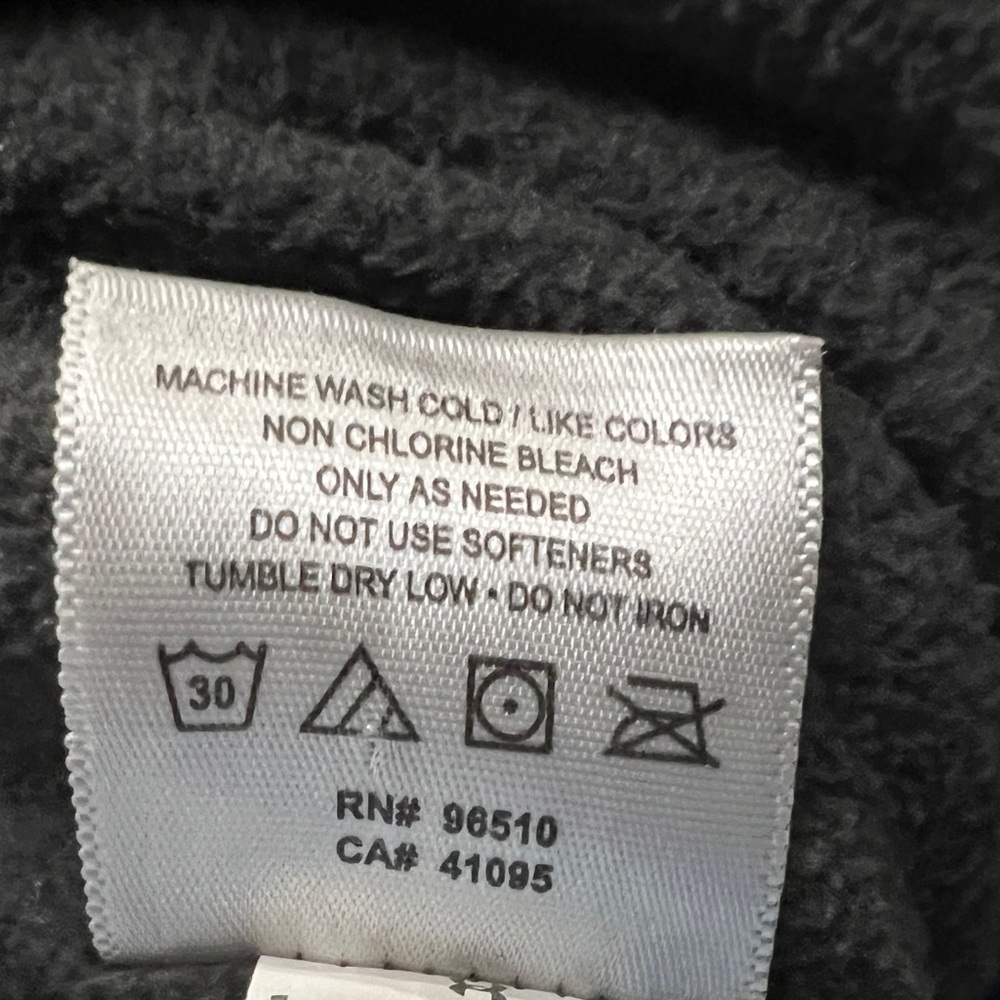 MACHINE WASH COLD / LIKE COLORS
NON CHLORINE BLEACH
ONLY AS NEEDED
DO NOT USE SOFTENERS
TUMBLE DRY LOW • DO NOT IRON
30
RN# 96510
CA# 41095